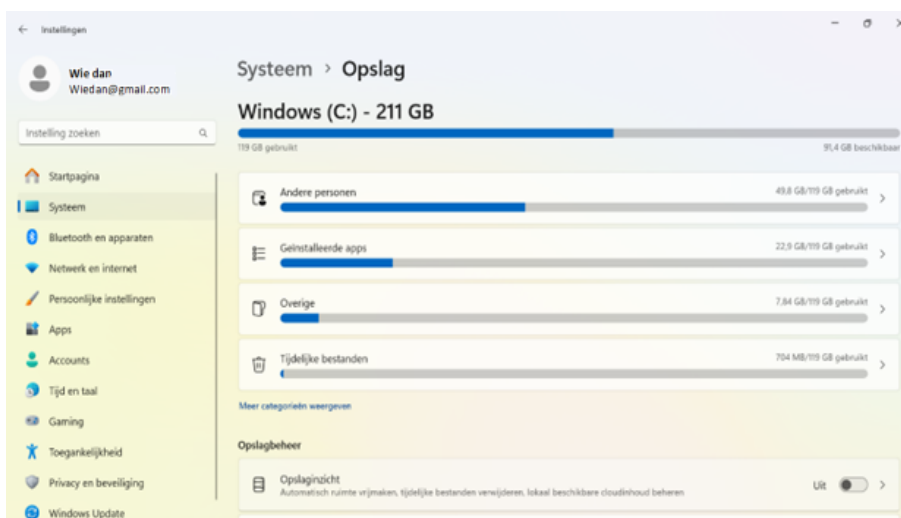 Instellingen
Wie dan
Wiedan@gmail.com
Instelling zoeken
Startpagina
Systeem
Bluetooth en apparaten
Netwerk en internet
Persoonlijke instellingen
Apps
Accounts
Tijd en taal
Gaming
Toegankelijkheid
Privacy en beveiliging
Windows Update
Systeem > Opslag
Windows (C:) - 211 GB
119 GB gebruikt 91,4 GB beschikbaar
Andere personen 49,8 GB/119 GB gebruikt
Geïnstalleerde apps 22,9 GB/119 GB gebruikt
Overige 7,84 GB/119 GB gebruikt
Tijdelijke bestanden 704 MB/119 GB gebruikt
Meer categorieën weergeven
Opslagbeheer
Opslaginzicht Uit
Automatisch ruimte vrijmaken, tijdelijke bestanden verwijderen, lokaal beschikbare cloudinhoud beheren